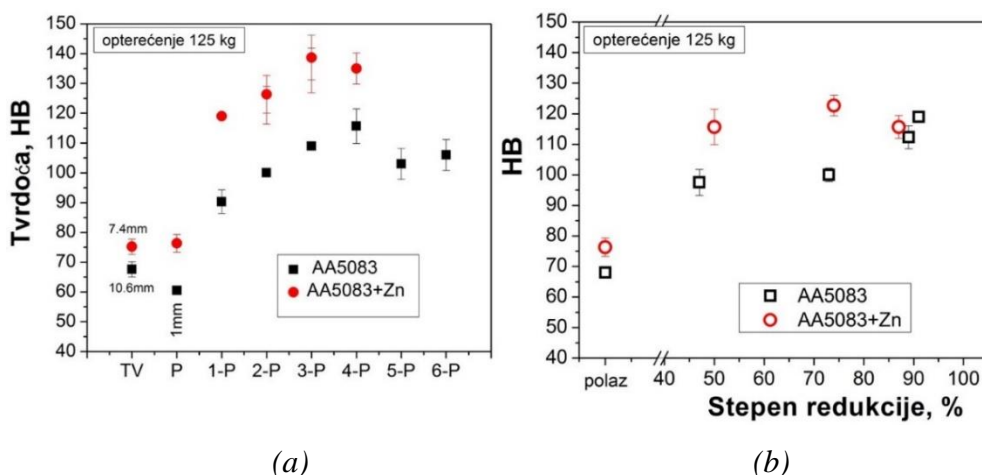 150
140
130
120
110
100
90
80
70
60
50
40
Tvrdoća, HB
opterećenje 125 kg
7.4mm
10.6mm
1mm
AA5083
AA5083+Zn
TV P 1-P 2-P 3-P 4-P 5-P 6-P
(a)
150
140
130
120
110
100
90
80
70
60
50
40
HB
opterećenje 125 kg
AA5083
AA5083+Zn
polaz 40 50 60 70 80 90 100
Stepen redukcije, %
(b)